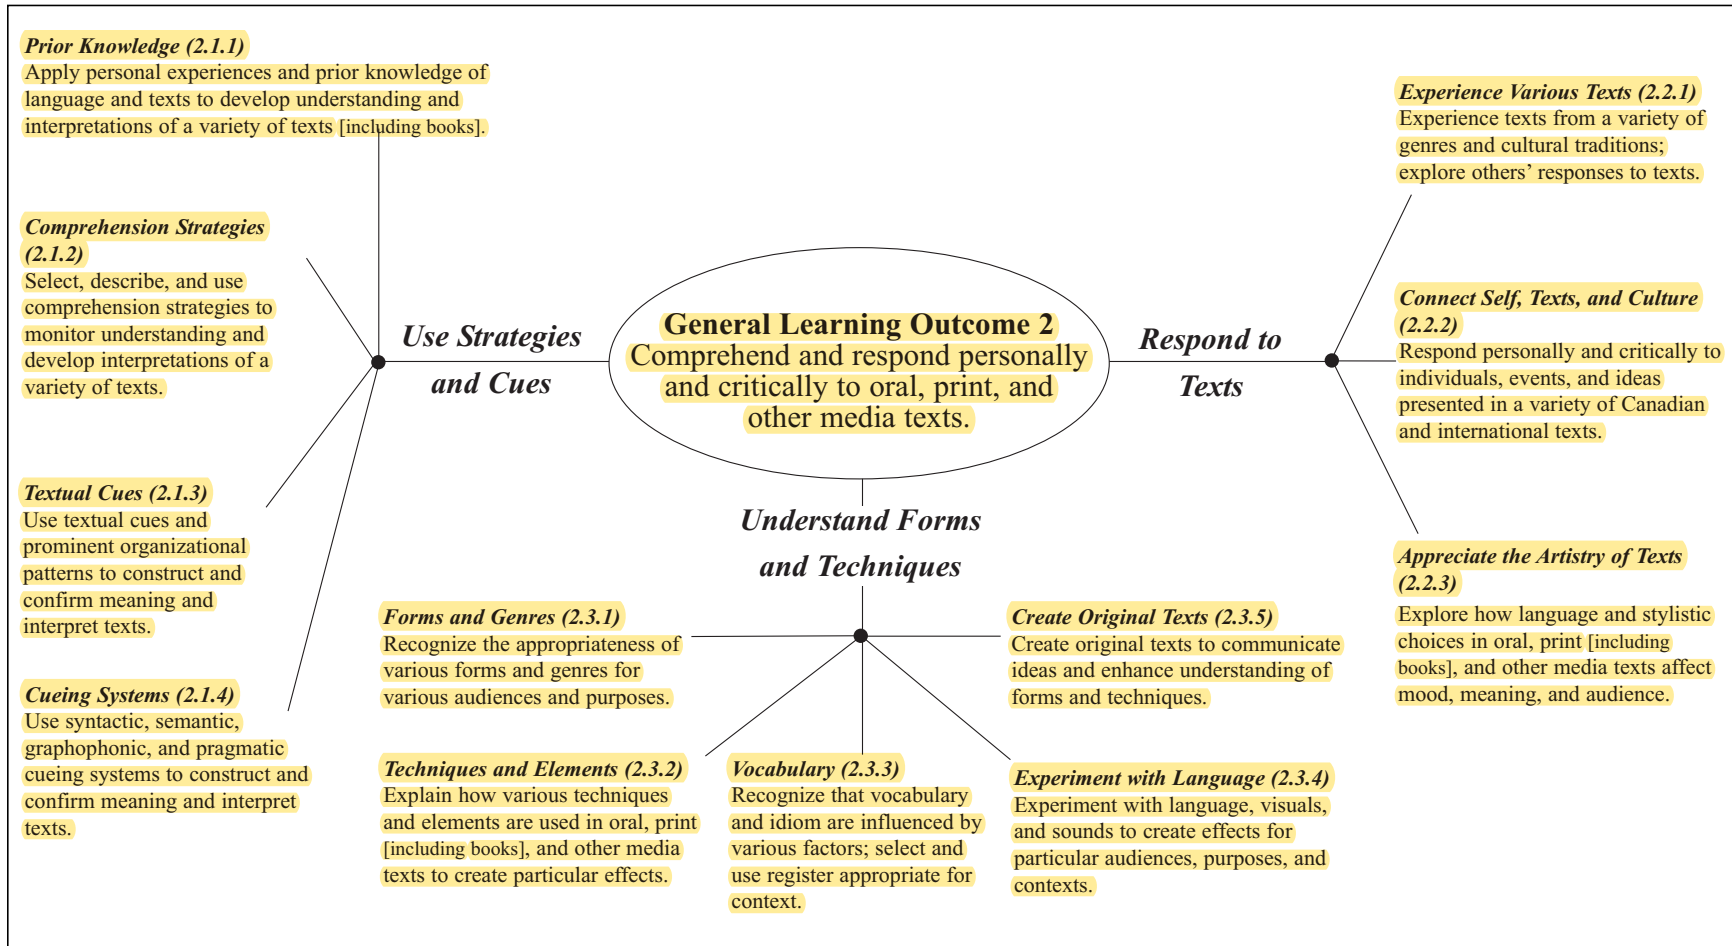 Prior Knowledge (2.1.1)
Apply personal experiences and prior knowledge of
language and texts to develop understanding and
interpretations of a variety of texts [including books].
Comprehension Strategies
(2.1.2)
Select, describe, and use
comprehension strategies to
monitor understanding and
develop interpretations of a
variety of texts.
Textual Cues (2.1.3)
Use textual cues and
prominent organizational
patterns to construct and
confirm meaning and
interpret texts.
Cueing Systems (2.1.4)
Use syntactic, semantic,
graphophonic, and pragmatic
cueing systems to construct and
confirm meaning and interpret
texts.
Use Strategies
and Cues
General Learning Outcome 2
Comprehend and respond personally
and critically to oral, print, and
other media texts.
Respond to
Texts
Experience Various Texts (2.2.1)
Experience texts from a variety of
genres and cultural traditions;
explore others’ responses to texts.
Connect Self, Texts, and Culture
(2.2.2)
Respond personally and critically to
individuals, events, and ideas
presented in a variety of Canadian
and international texts.
Appreciate the Artistry of Texts
(2.2.3)
Explore how language and stylistic
choices in oral, print [including
books], and other media texts affect
mood, meaning, and audience.
Understand Forms
and Techniques
Forms and Genres (2.3.1)
Recognize the appropriateness of
various forms and genres for
various audiences and purposes.
Techniques and Elements (2.3.2)
Explain how various techniques
and elements are used in oral, print
[including books], and other media
texts to create particular effects.
Vocabulary (2.3.3)
Recognize that vocabulary
and idiom are influenced by
various factors; select and
use register appropriate for
context.
Experiment with Language (2.3.4)
Experiment with language, visuals,
and sounds to create effects for
particular audiences, purposes, and
contexts.
Create Original Texts (2.3.5)
Create original texts to communicate
ideas and enhance understanding of
forms and techniques.